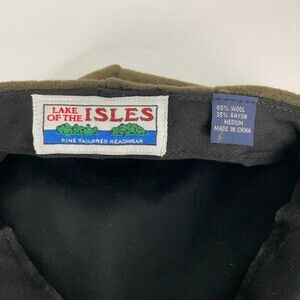 LAKE
OF THE ISLES
FINE TAILORED HEADWEAR
65% WOOL
35% RAYON
MEDIUM
MADE IN CHINA